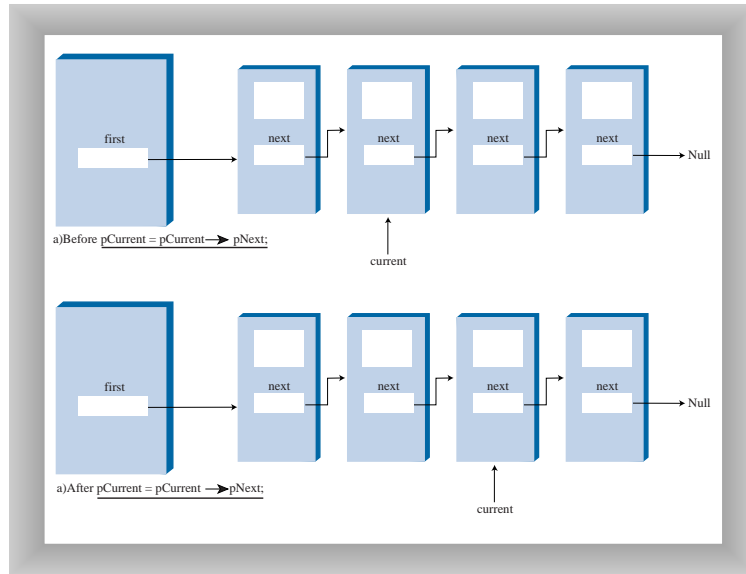 first
next
next
next
next
Null
a)Before pCurrent = pCurrent pNext;
current
first
next
next
next
next
Null
a)After pCurrent = pCurrent pNext;
current